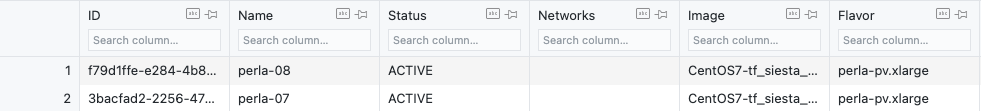 ID Name Status Networks Image Flavor
Search column... Search column... Search column... Search column... Search column... Search column...
1 f79d1ffe-e284-4b8... perla-08 ACTIVE CentOS7-tf_siesta_... perla-pv.xlarge
2 3bacfad2-2256-47... perla-07 ACTIVE CentOS7-tf_siesta_... perla-pv.xlarge